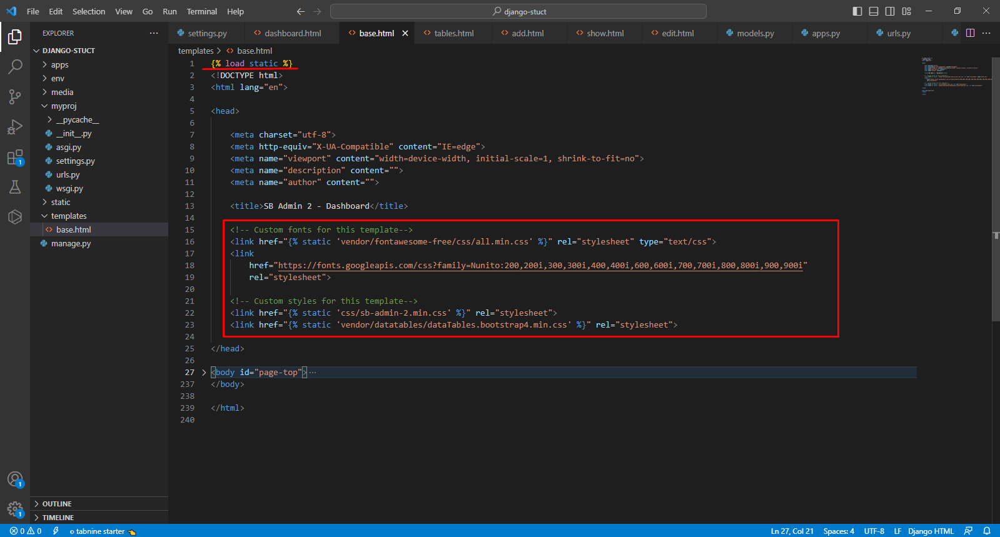 File Edit Selection View Go Run Terminal Help
django-stuct
EXPLORER
DJANGO-STUCT
apps
env
media
myproj
__pycache__
__init__.py
asgi.py
settings.py
urls.py
wsgi.py
static
templates
base.html
manage.py
OUTLINE
TIMELINE
1
1
1
settings.py dashboard.html base.html tables.html add.html show.html edit.html models.py apps.py urls.py
templates > base.html
1 {% load static %}
2 <!DOCTYPE html>
3 <html lang="en">
4
5 <head>
6
7 <meta charset="utf-8">
8 <meta http-equiv="X-UA-Compatible" content="IE=edge">
9 <meta name="viewport" content="width=device-width, initial-scale=1, shrink-to-fit=no">
10 <meta name="description" content="">
11 <meta name="author" content="">
12
13 <title>SB Admin 2 - Dashboard</title>
14
15 <!-- Custom fonts for this template-->
16 <link href="{% static 'vendor/fontawesome-free/css/all.min.css' %}" rel="stylesheet" type="text/css">
17 <link
18 href="https://fonts.googleapis.com/css?family=Nunito:200,200i,300,300i,400,400i,600,600i,700,700i,800,800i,900,900i"
19 rel="stylesheet">
20
21 <!-- Custom styles for this template-->
22 <link href="{% static 'css/sb-admin-2.min.css' %}" rel="stylesheet">
23 <link href="{% static 'vendor/datatables/dataTables.bootstrap4.min.css' %}" rel="stylesheet">
24
25 </head>
26
27 <body id="page-top"> ···
237 </body>
238
239 </html>
240
0 0 tabnine starter Ln 27, Col 21 Spaces: 4 UTF-8 LF Django HTML